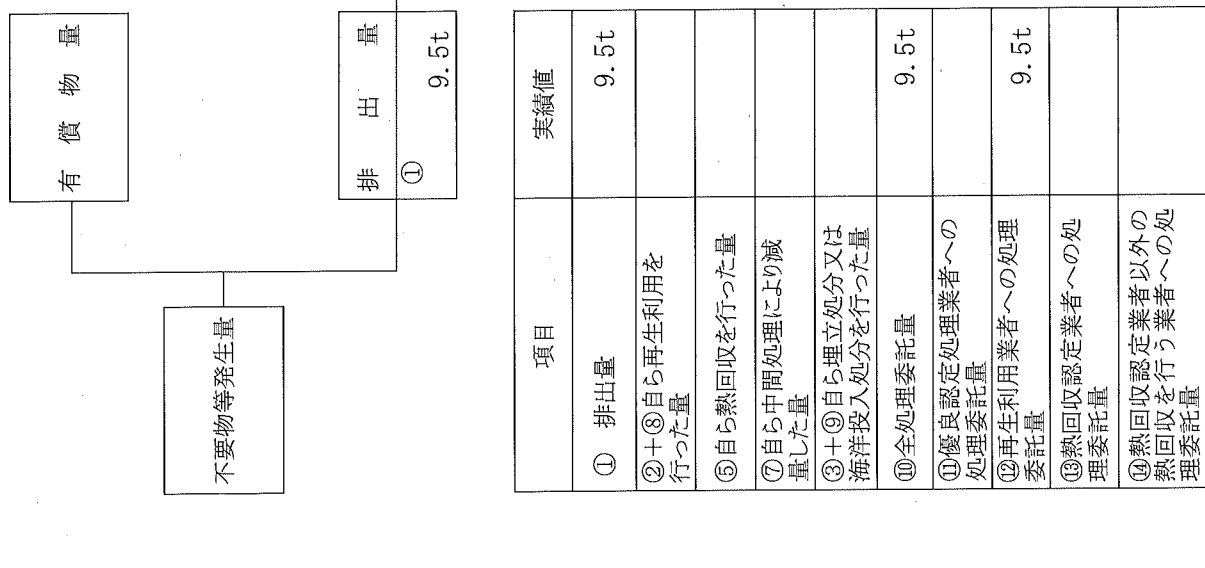 有償物量
不要物等発生量
排出量
①
9.5t
項目
実績値
① 排出量
9.5t
②+⑧自ら再生利用を
行った量
⑤自ら熱回収を行った量
⑦自ら中間処理により減
量した量
③+⑨自ら埋立処分又は
海洋投入処分を行った量
⑩全処理委託量
9.5t
⑪優良認定処理業者への
処理委託量
⑫再生利用業者への処理
委託量
9.5t
⑬熱回収認定業者への処
理委託量
⑭熱回収認定業者以外の
熱回収を行う業者への処
理委託量